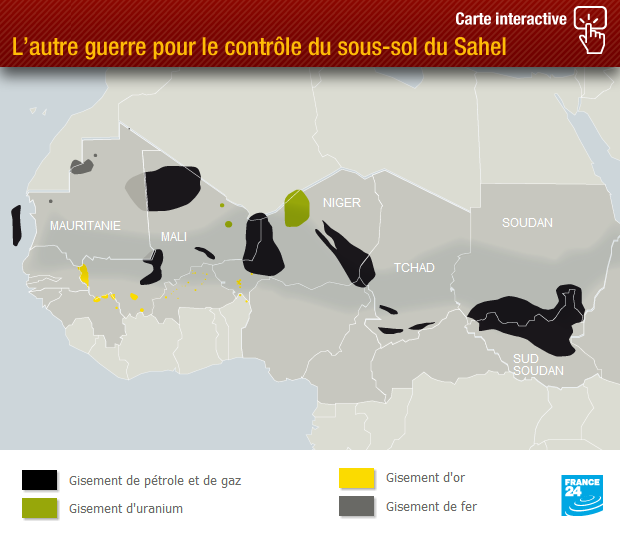 Carte interactive
L'autre guerre pour le contrôle du sous-sol du Sahel
MAURITANIE
MALI
NIGER
TCHAD
SOUDAN
SUD
SOUDAN
Gisement de pétrole et de gaz
Gisement d'uranium
Gisement d'or
Gisement de fer
FRANCE
24